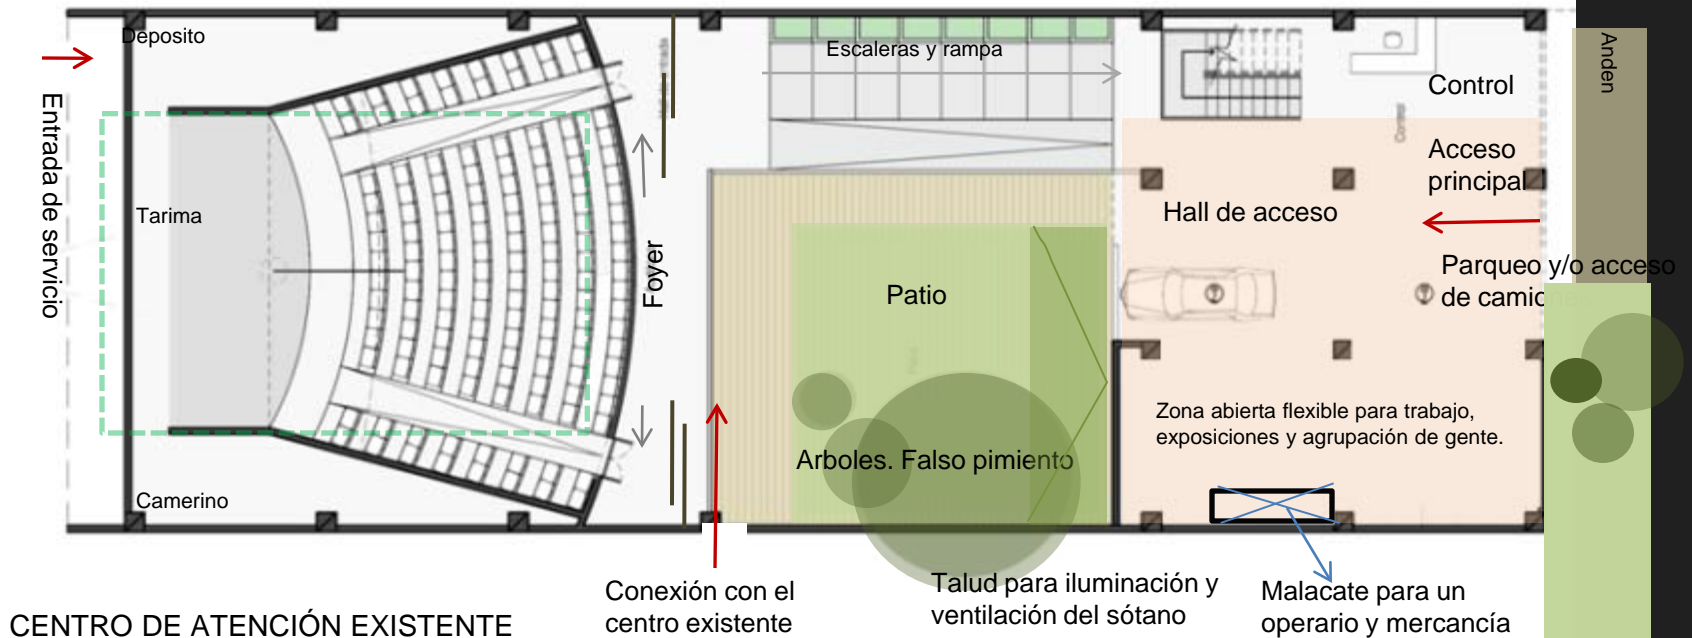 Deposito
Escaleras y rampa
Anden
Control
Control
Entrada de servicio
Acceso
principal
Tarima
Hall de acceso
Foyer
Parqueo y/o acceso
de camiones
Patio
Zona abierta flexible para trabajo,
exposiciones y agrupación de gente.
Arboles. Falso pimiento
Camerino
Conexión con el
centro existente
Talud para iluminación y
ventilación del sótano
Malacate para un
operario y mercancía
CENTRO DE ATENCIÓN EXISTENTE